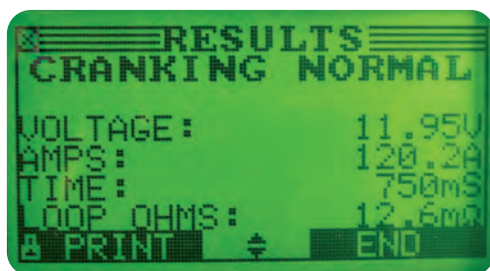 RESULTS
CRANKING NORMAL
VOLTAGE: 11.95V
AMPS: 120.2A
TIME: 750mS
LOOP OHMS: 12.6mΩ
PRINT END